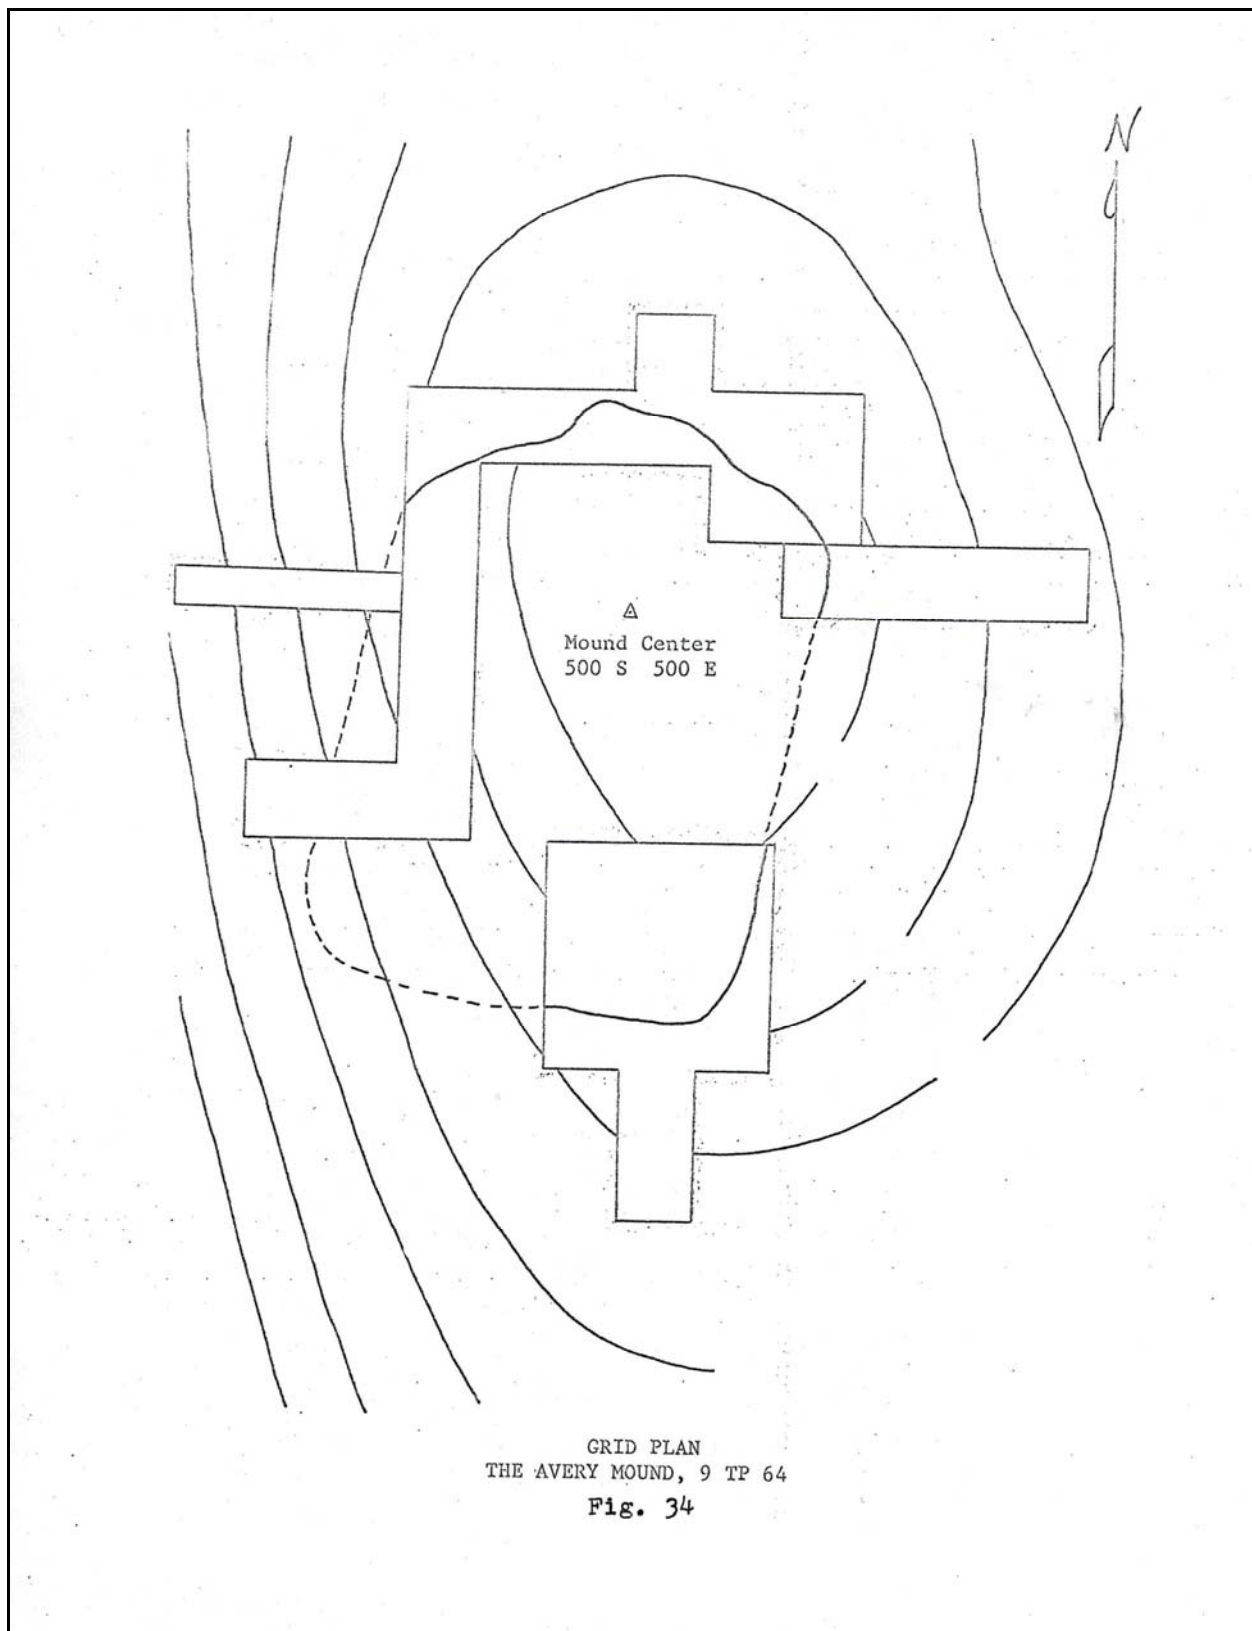 N
Mound Center
500 S 500 E
GRID PLAN
THE AVERY MOUND, 9 TP 64
Fig. 34